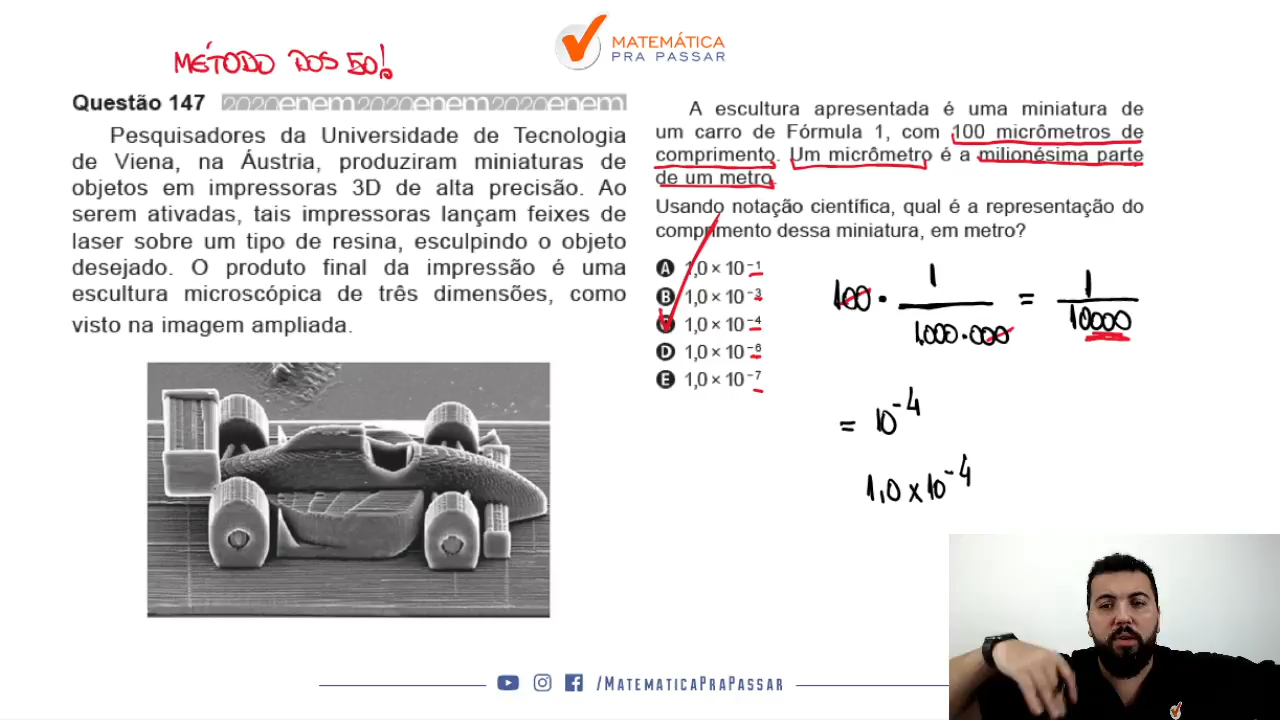 MÉTODO DOS 50!
MATEMÁTICA
PRA PASSAR
Questão 147 2020enem2020enem2020enem
Pesquisadores da Universidade de Tecnologia
de Viena, na Áustria, produziram miniaturas de
objetos em impressoras 3D de alta precisão. Ao
serem ativadas, tais impressoras lançam feixes de
laser sobre um tipo de resina, esculpindo o objeto
desejado. O produto final da impressão é uma
escultura microscópica de três dimensões, como
visto na imagem ampliada.
A escultura apresentada é uma miniatura de
um carro de Fórmula 1, com 100 micrômetros de
comprimento. Um micrômetro é a milionésima parte
de um metro.
Usando notação científica, qual é a representação do
comprimento dessa miniatura, em metro?
A 1,0 × 10⁻¹
B 1,0 × 10⁻³
1,0 × 10⁻⁴
D 1,0 × 10⁻⁶
E 1,0 × 10⁻⁷
100 · 1/1.000.000 = 1/10000
= 10⁻⁴
1,0 x 10⁻⁴
/MATEMATICAPRAPASSAR